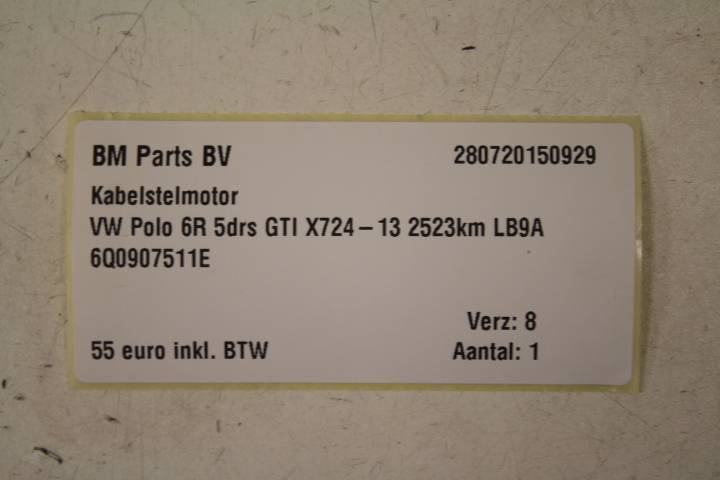 BM Parts BV 280720150929
Kabelstelmotor
VW Polo 6R 5drs GTI X724-13 2523km LB9A
6Q0907511E
Verz: 8
55 euro inkl. BTW Aantal: 1